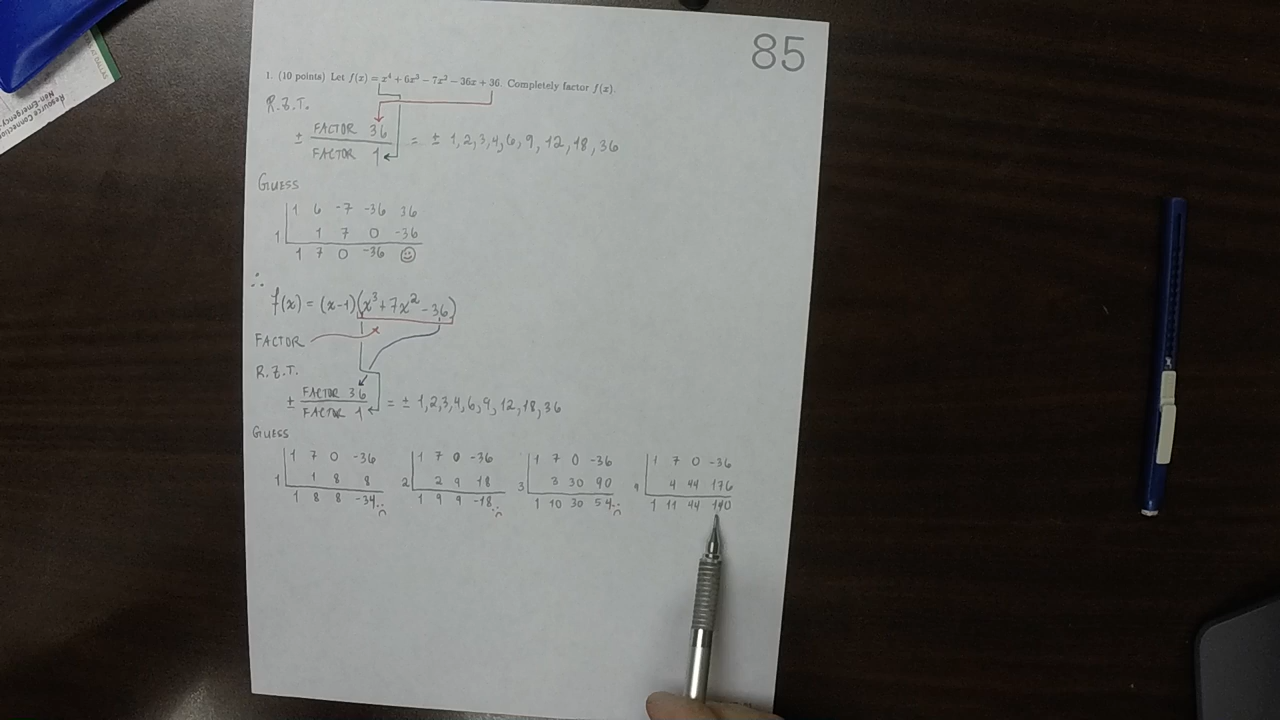 85
1. (10 points) Let f(x) = x⁴ + 6x³ − 7x² − 36x + 36. Completely factor f(x).
R.Z.T.
± FACTOR 36 / FACTOR 1 = ± 1, 2, 3, 4, 6, 9, 12, 18, 36
GUESS
1 6 -7 -36 36
1 1 7 0 -36
1 7 0 -36 ☺
∴
f(x) = (x-1)(x³+7x²-36)
FACTOR
R.Z.T.
± FACTOR 36 / FACTOR 1 = ± 1,2,3,4,6,9,12,18,36
GUESS
1 7 0 -36
1 1 8 8
1 8 8 -34
1 7 0 -36
2 2 9 18
1 9 9 -18
1 7 0 -36
3 3 30 90
1 10 30 54
1 7 0 -36
4 4 44 176
1 11 44 140
Resource Connection
Non-Emergency
DALLAS